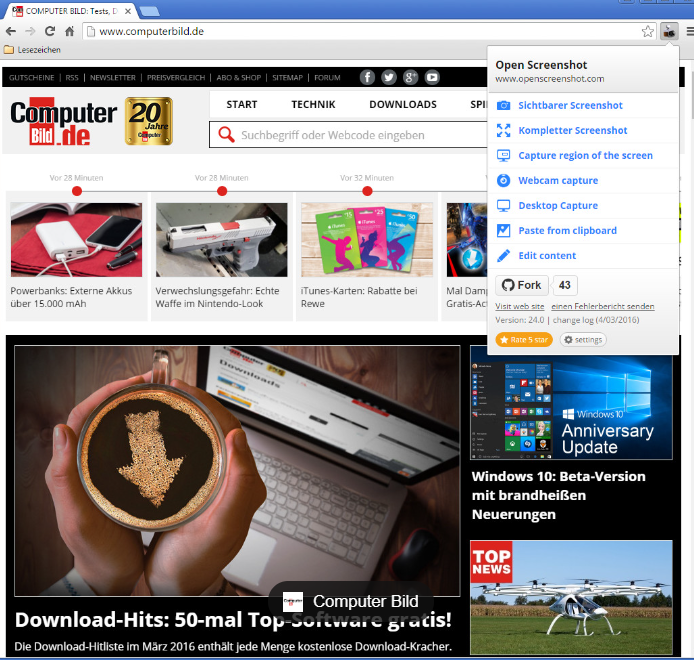 COMPUTER BILD: Tests, D
www.computerbild.de
Lesezeichen
GUTSCHEINE | RSS | NEWSLETTER | PREISVERGLEICH | ABO & SHOP | SITEMAP | FORUM
Computer
Bild.de
20
Jahre
Computer
START TECHNIK DOWNLOADS SPI
Suchbegriff oder Webcode eingeben
Vor 28 Minuten
Vor 28 Minuten
Vor 32 Minuten
Powerbanks: Externe Akkus
über 15.000 mAh
Verwechslungsgefahr: Echte
Waffe im Nintendo-Look
iTunes-Karten: Rabatte bei
Rewe
Mal Damp
Gratis-Act
Open Screenshot
www.openscreenshot.com
Sichtbarer Screenshot
Kompletter Screenshot
Capture region of the screen
Webcam capture
Desktop Capture
Paste from clipboard
Edit content
Fork 43
Visit web site einen Fehlerbericht senden
Version: 24.0 | change log (4/03/2016)
Rate 5 star settings
Downloads
Computer Bild
Download-Hits: 50-mal Top-Software gratis!
Die Download-Hitliste im März 2016 enthält jede Menge kostenlose Download-Kracher.
Windows 10
Anniversary
Update
Windows 10: Beta-Version
mit brandheißen
Neuerungen
TOP
NEWS